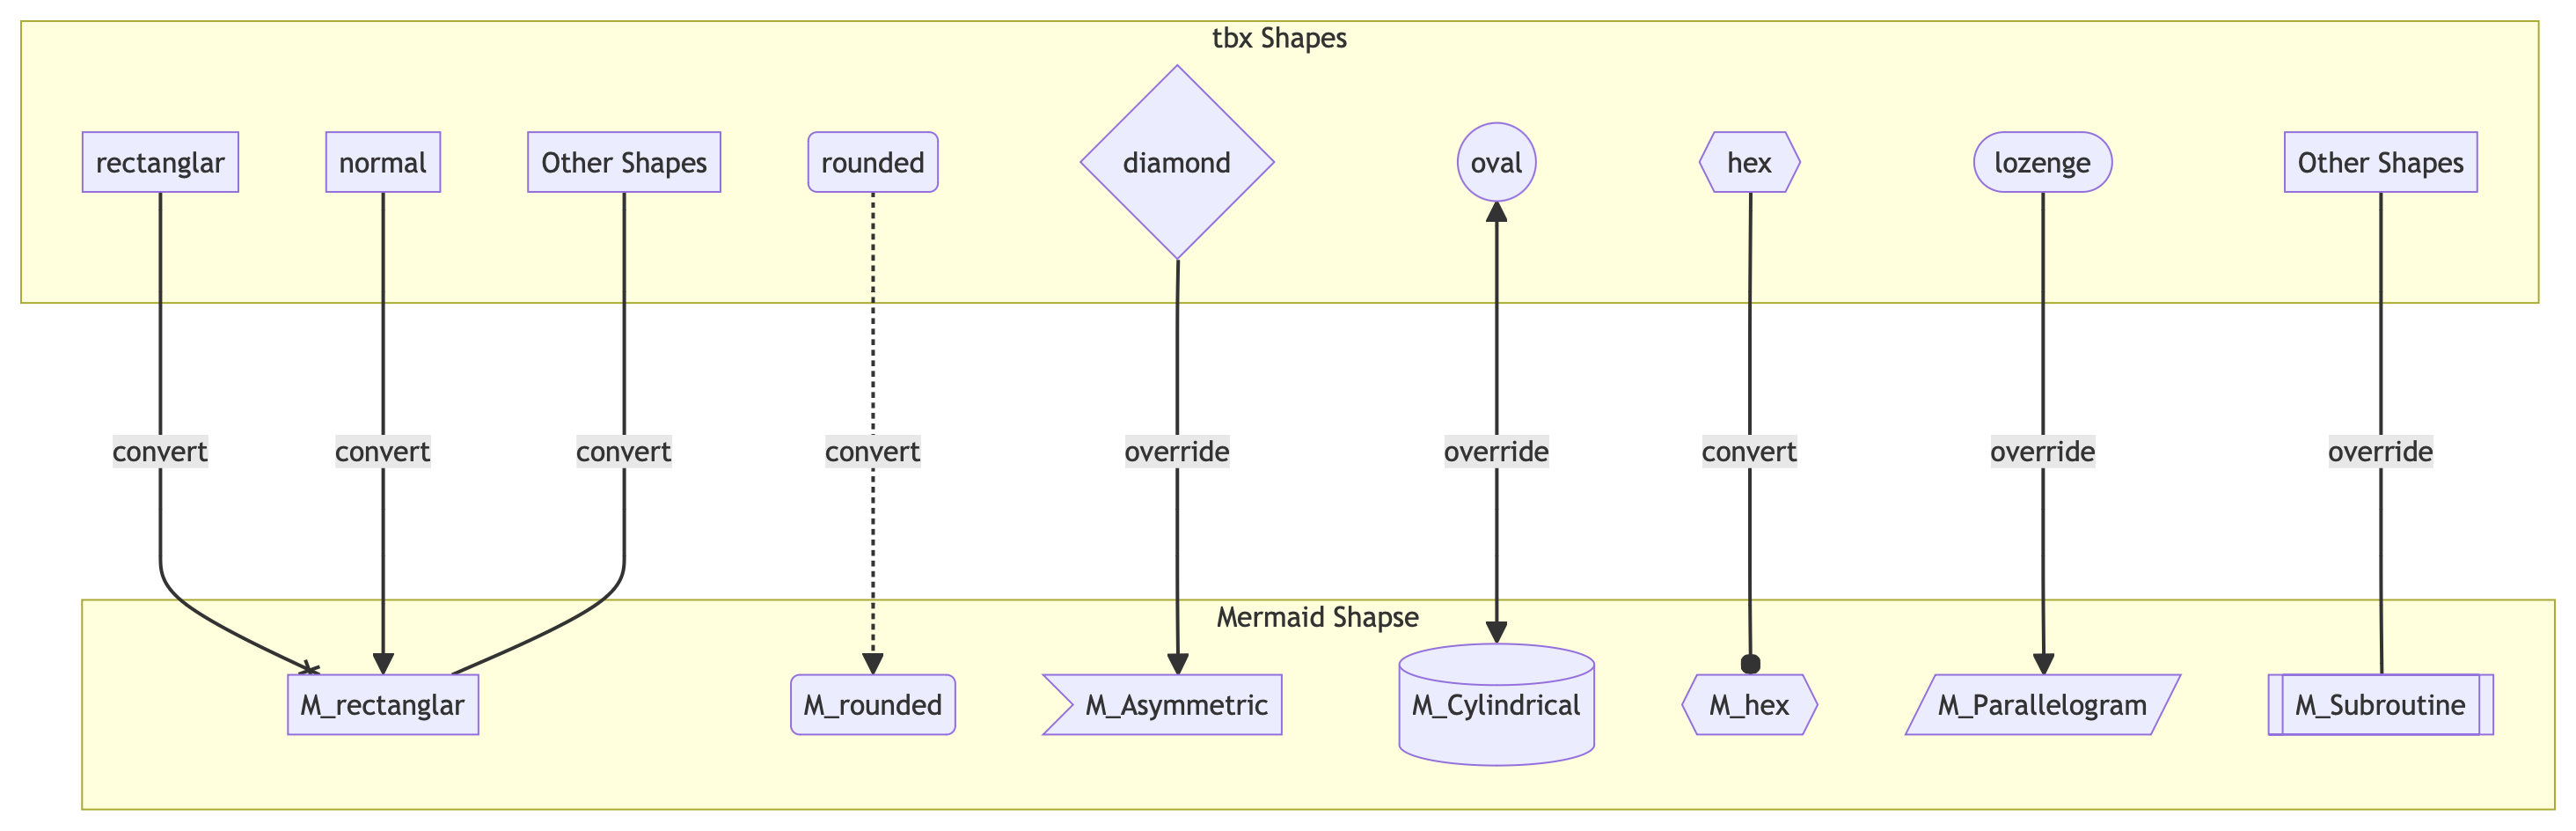 tbx Shapes
rectanglar
normal
Other Shapes
rounded
diamond
oval
hex
lozenge
Other Shapes
convert
convert
convert
convert
override
override
convert
override
override
Mermaid Shapse
M_rectanglar
M_rounded
M_Asymmetric
M_Cylindrical
M_hex
M_Parallelogram
M_Subroutine